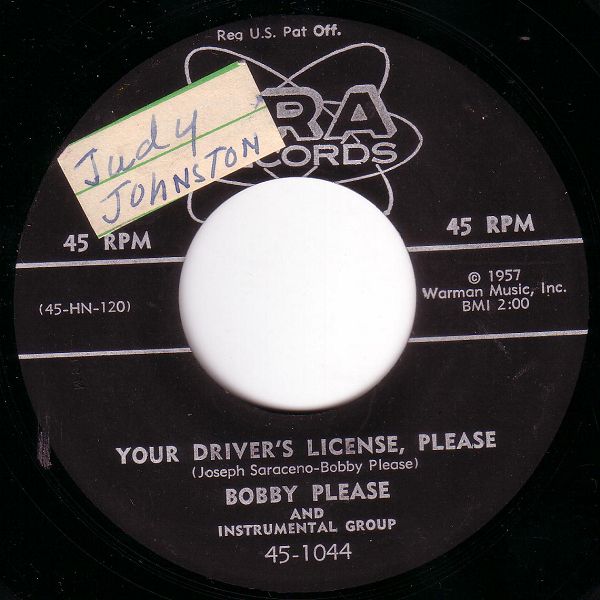 Reg U.S. Pat Off.
RA
CORDS
Judy
JOHNSTON
45 RPM
45 RPM
(45-HN-120)
© 1957
Warman Music, Inc.
BMI 2:00
YOUR DRIVER'S LICENSE, PLEASE
(Joseph Saraceno-Bobby Please)
BOBBY PLEASE
AND
INSTRUMENTAL GROUP
45-1044